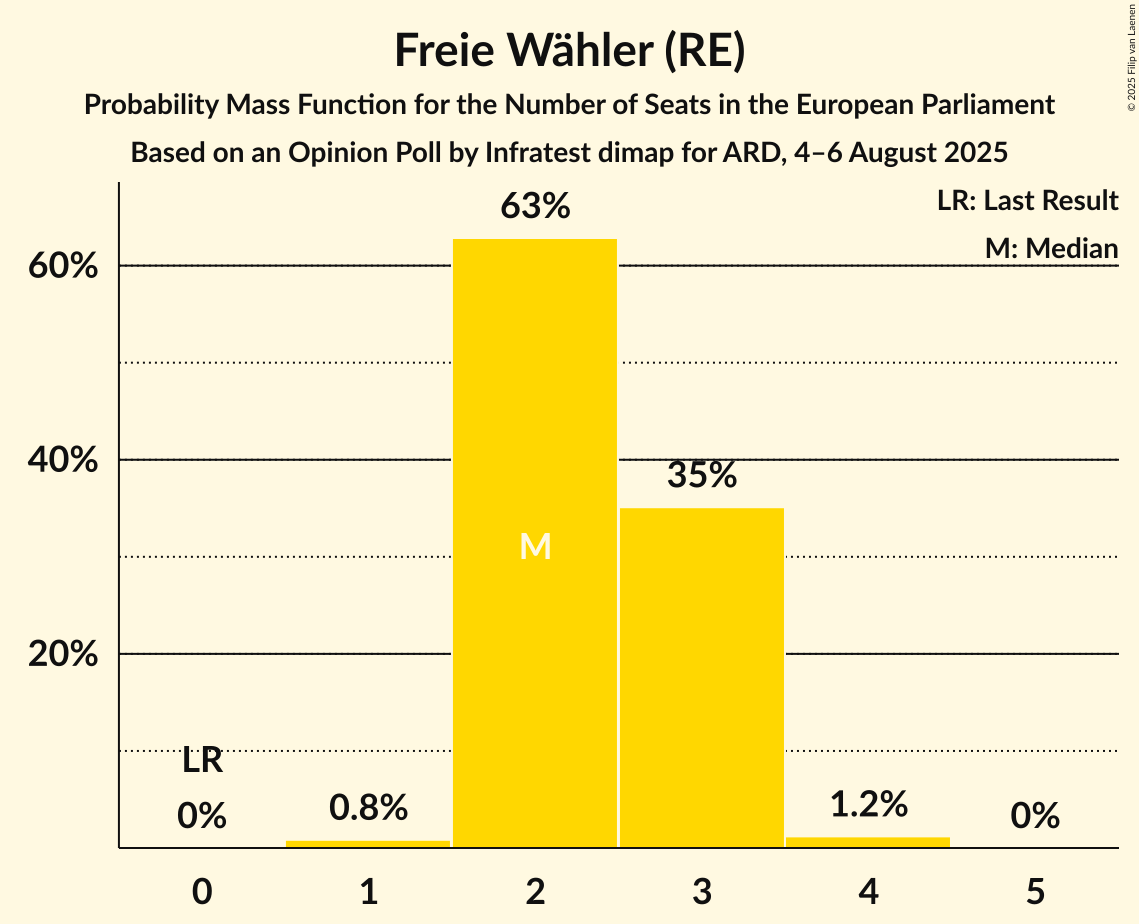 Freie Wähler (RE)
Probability Mass Function for the Number of Seats in the European Parliament
Based on an Opinion Poll by Infratest dimap for ARD, 4–6 August 2025
© 2025 Filip van Laenen
LR: Last Result
M: Median
63%
60%
40%
35%
M
20%
LR
0%
0.8%
1.2%
0%
0 1 2 3 4 5